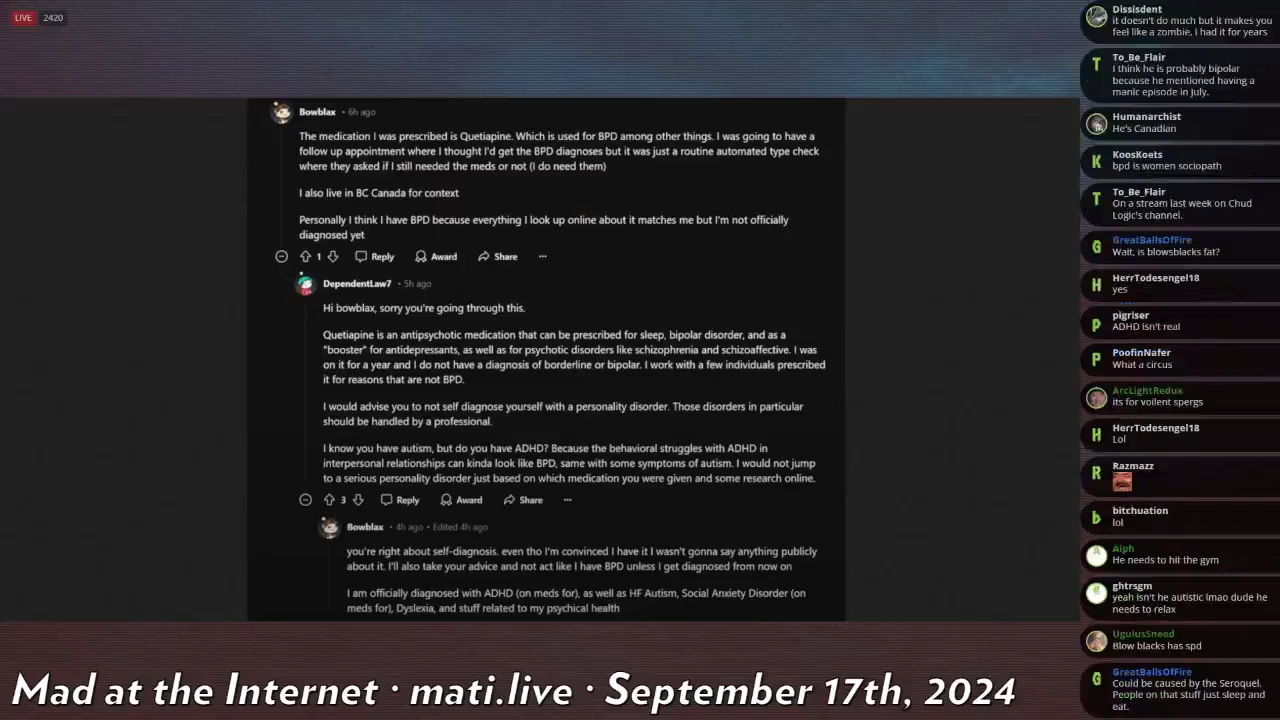 LIVE 2420
Bowblax • 6h ago
The medication I was prescribed is Quetiapine. Which is used for BPD among other things. I was going to have a
follow up appointment where I thought I'd get the BPD diagnoses but it was just a routine automated type check
where they asked if I still needed the meds or not (I do need them)
I also live in BC Canada for context
Personally I think I have BPD because everything I look up online about it matches me but I'm not officially
diagnosed yet
1 Reply Award Share ...
DependentLaw7 • 5h ago
Hi bowblax, sorry you're going through this.
Quetiapine is an antipsychotic medication that can be prescribed for sleep, bipolar disorder, and as a
"booster" for antidepressants, as well as for psychotic disorders like schizophrenia and schizoaffective. I was
on it for a year and I do not have a diagnosis of borderline or bipolar. I work with a few individuals prescribed
it for reasons that are not BPD.
I would advise you to not self diagnose yourself with a personality disorder. Those disorders in particular
should be handled by a professional.
I know you have autism, but do you have ADHD? Because the behavioral struggles with ADHD in
interpersonal relationships can kinda look like BPD, same with some symptoms of autism. I would not jump
to a serious personality disorder just based on which medication you were given and some research online.
3 Reply Award Share ...
Bowblax • 4h ago • Edited 4h ago
you're right about self-diagnosis. even tho I'm convinced I have it I wasn't gonna say anything publicly
about it. I'll also take your advice and not act like I have BPD unless I get diagnosed from now on
I am officially diagnosed with ADHD (on meds for), as well as HF Autism, Social Anxiety Disorder (on
meds for), Dyslexia, and stuff related to my psychical health
Mad at the Internet · mati.live · September 17th, 2024
Dissisdent
it doesn't do much but it makes you
feel like a zombie, i had it for years
T
To_Be_Flair
I think he is probably bipolar
because he mentioned having a
manic episode in july.
Humanarchist
He's Canadian
K
KoosKoets
bpd is women sociopath
T
To_Be_Flair
On a stream last week on Chud
Logic's channel.
G
GreatBallsOfFire
Wait, is blowsblacks fat?
H
HerrTodesengel18
yes
p
pigriser
ADHD isn't real
P
PoofinNafer
What a circus
ArcLightRedux
its for voilent spergs
H
HerrTodesengel18
Lol
R
Razmazz
b
bitchuation
lol
Aiph
He needs to hit the gym
ghtrsgm
yeah isn't he autistic lmao dude he
needs to relax
UgulusSneed
Blow blacks has spd
G
GreatBallsOfFire
Could be caused by the Seroquel.
People on that stuff just sleep and
eat.